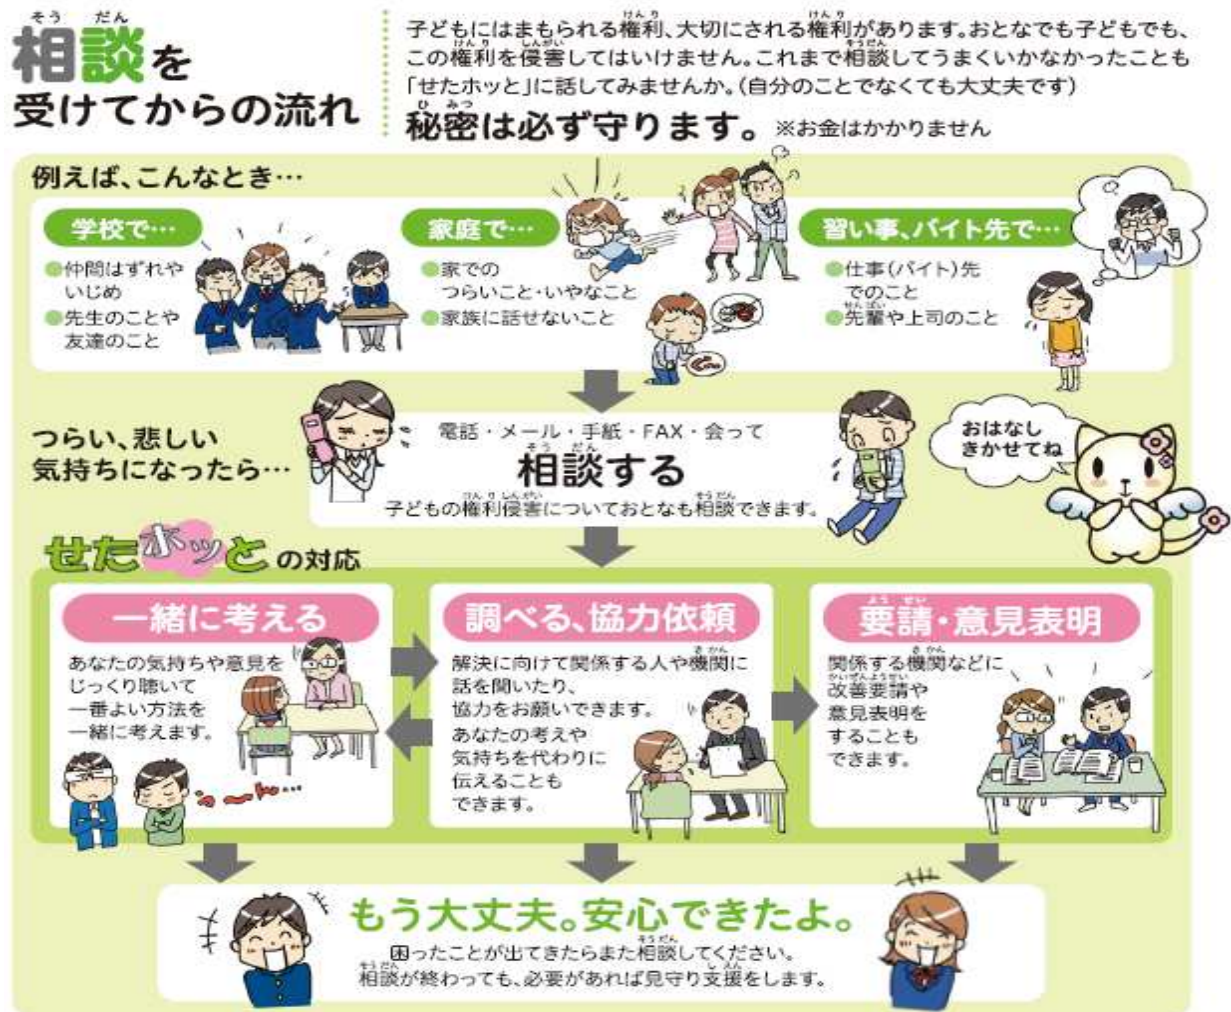 相談を
受けてからの流れ
子どもにはまもられる権利、大切にされる権利があります。おとなでも子どもでも、
この権利を侵害してはいけません。これまで相談してうまくいかなかったことも
「せたホッと」に話してみませんか。(自分のことでなくても大丈夫です)
秘密は必ず守ります。 ※お金はかかりません
例えば、こんなとき…
学校で…
●仲間はずれや
いじめ
●先生のことや
友達のこと
家庭で…
●家での
つらいこと・いやなこと
●家族に話せないこと
習い事、バイト先で…
●仕事(バイト)先
でのこと
●先輩や上司のこと
つらい、悲しい
気持ちになったら…
電話・メール・手紙・FAX・会って
相談する
子どもの権利侵害についておとなも相談できます。
おはなし
きかせてね
せたホッとの対応
一緒に考える
あなたの気持ちや意見を
じっくり聴いて
一番よい方法を
一緒に考えます。
うーん…
調べる、協力依頼
解決に向けて関係する人や機関に
話を聞いたり、
協力をお願いできます。
あなたの考えや
気持ちを代わりに
伝えることも
できます。
要請・意見表明
関係する機関などに
改善要請や
意見表明を
することも
できます。
もう大丈夫。安心できたよ。
困ったことが出てきたらまた相談してください。
相談が終わっても、必要があれば見守り支援をします。